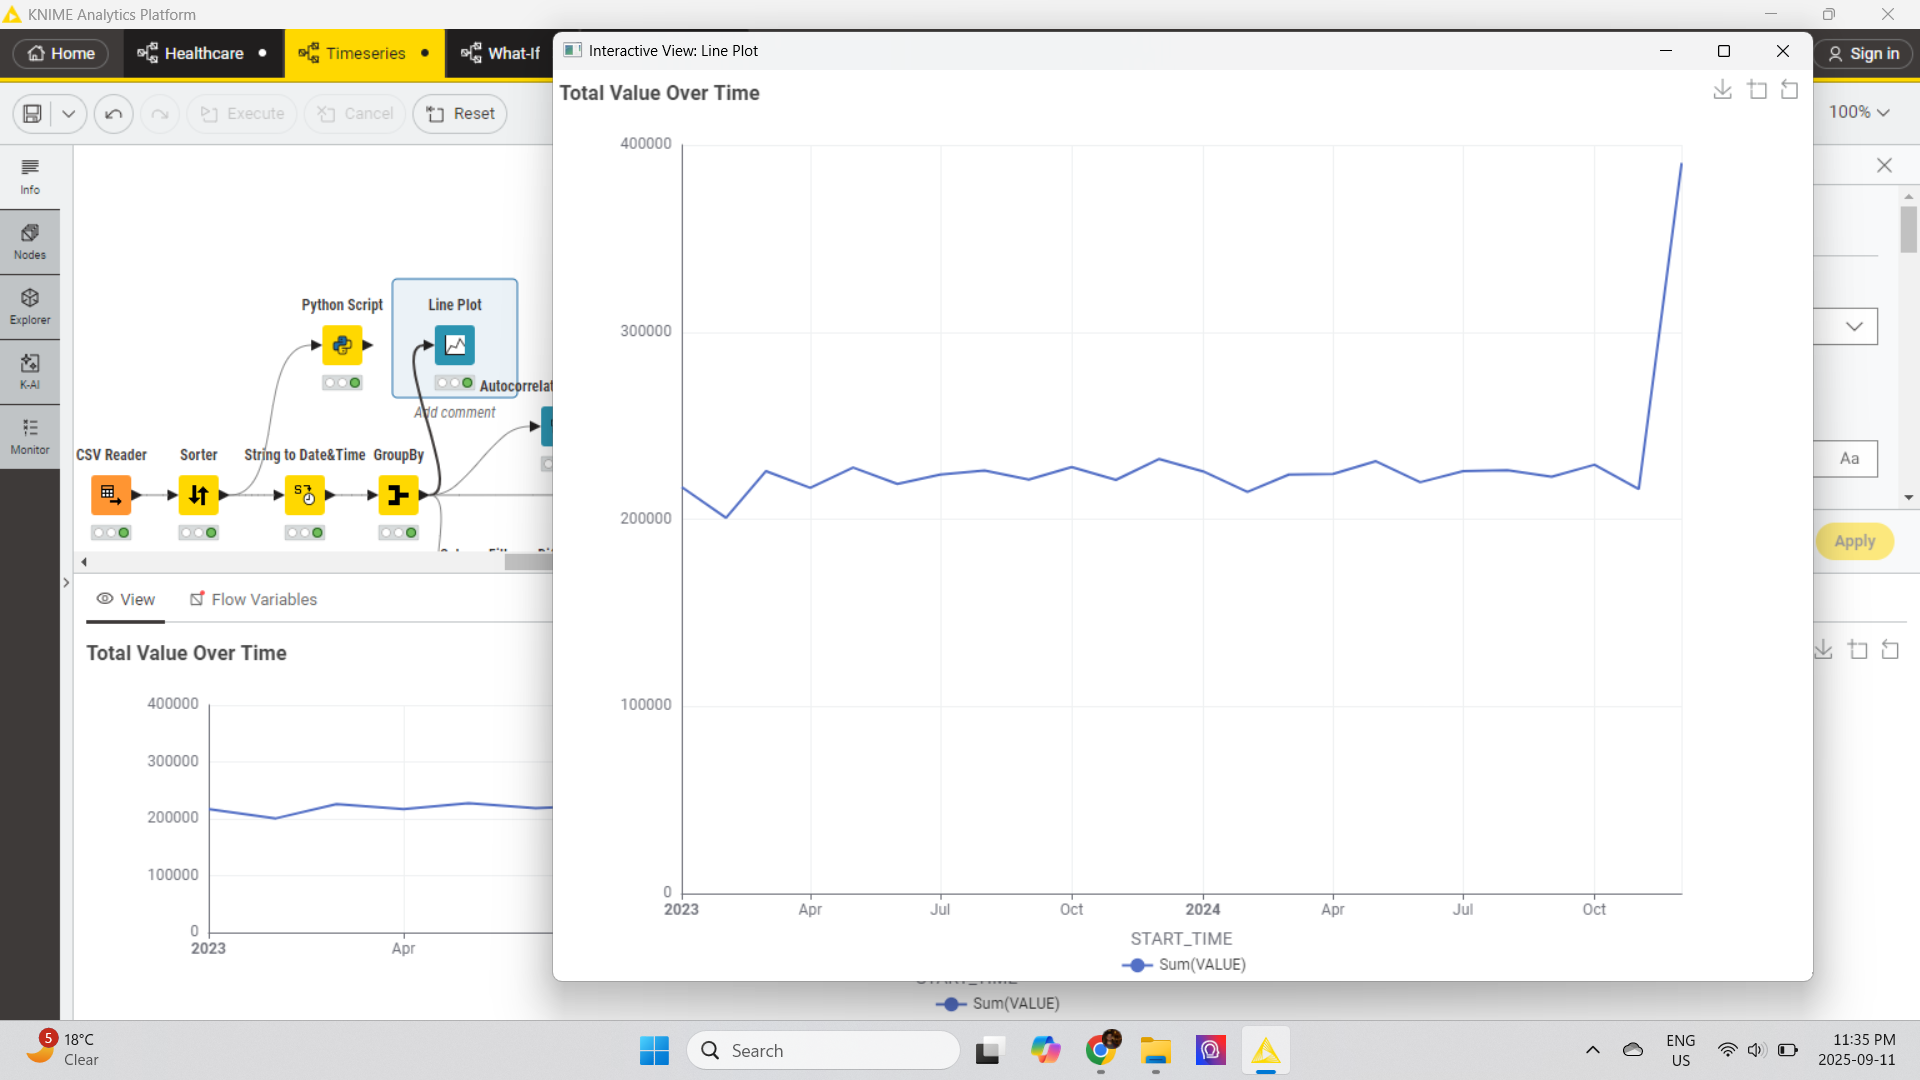 KNIME Analytics Platform
Home
Healthcare
Timeseries
What-If
Interactive View: Line Plot
Sign in
Execute
Cancel
Reset
100%
Info
Nodes
Explorer
K-AI
Monitor
Python Script
Line Plot
Add comment
CSV Reader
Sorter
String to Date&Time
GroupBy
View
Flow Variables
Total Value Over Time
400000
300000
200000
100000
0
2023
Apr
Total Value Over Time
400000
300000
200000
100000
0
2023
Apr
Jul
Oct
2024
Apr
Jul
Oct
START_TIME
Sum(VALUE)
Sum(VALUE)
Aa
Apply
5
18°C
Clear
Search
ENG
US
11:35 PM
2025-09-11